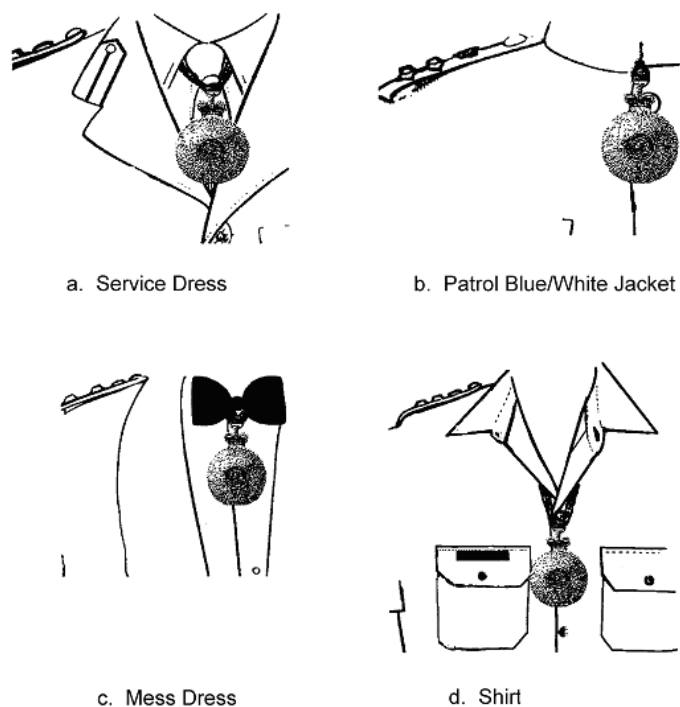 a. Service Dress
b. Patrol Blue/White Jacket
c. Mess Dress
d. Shirt